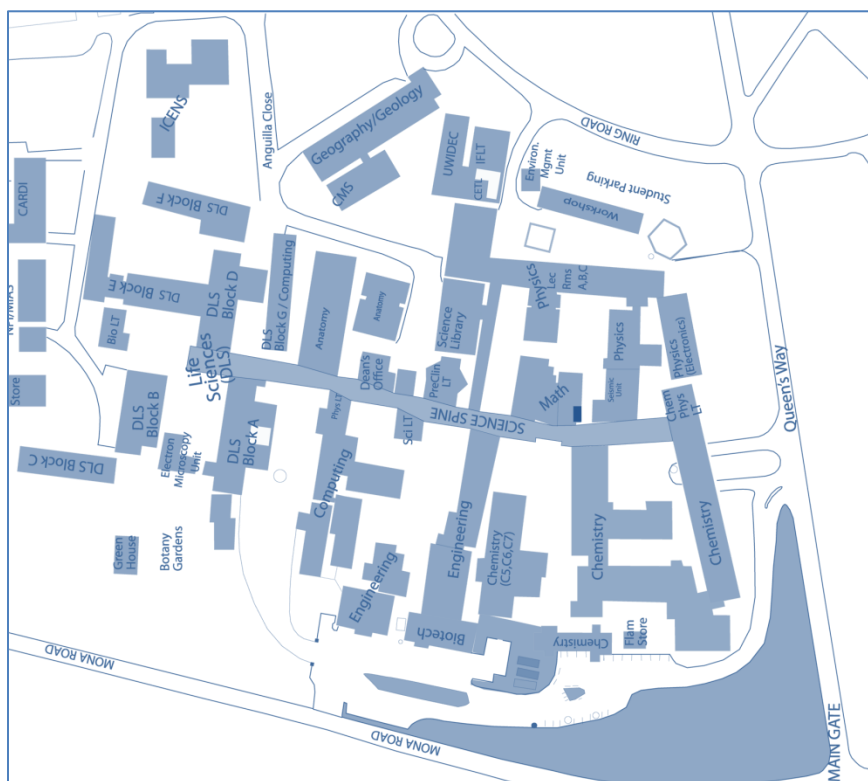 ICENS
Anguilla Close
Geography/Geology
CMS
UWIDEC
IFLT
CETL
Environ.
Mgmt
Unit
RING ROAD
Student Parking
Workshop
CARDI
DLS Block F
DLS Block E
DLS
Block D
DLS
Block G / Computing
Anatomy
Anatomy
Science
Library
Physics
Lec
Rms
A,B,C
Physics
Physics
(Electronics)
Bio LT
Store
Life
Sciences
(DLS)
Dean's
Office
PreClin
LT
Math
Seismic
Unit
Chem
Phys
LT
Queen's Way
DLS
Block B
DLS Block C
Electron
Microscopy
Unit
DLS
Block A
Phys LT
Sci LT
SCIENCE SPINE
Computing
Green
House
Botany
Gardens
Engineering
Engineering
Chemistry
(C5,C6,C7)
Chemistry
Chemistry
Biotech
Chemistry
Flam
Store
MONA ROAD
MONA ROAD
MAIN GATE